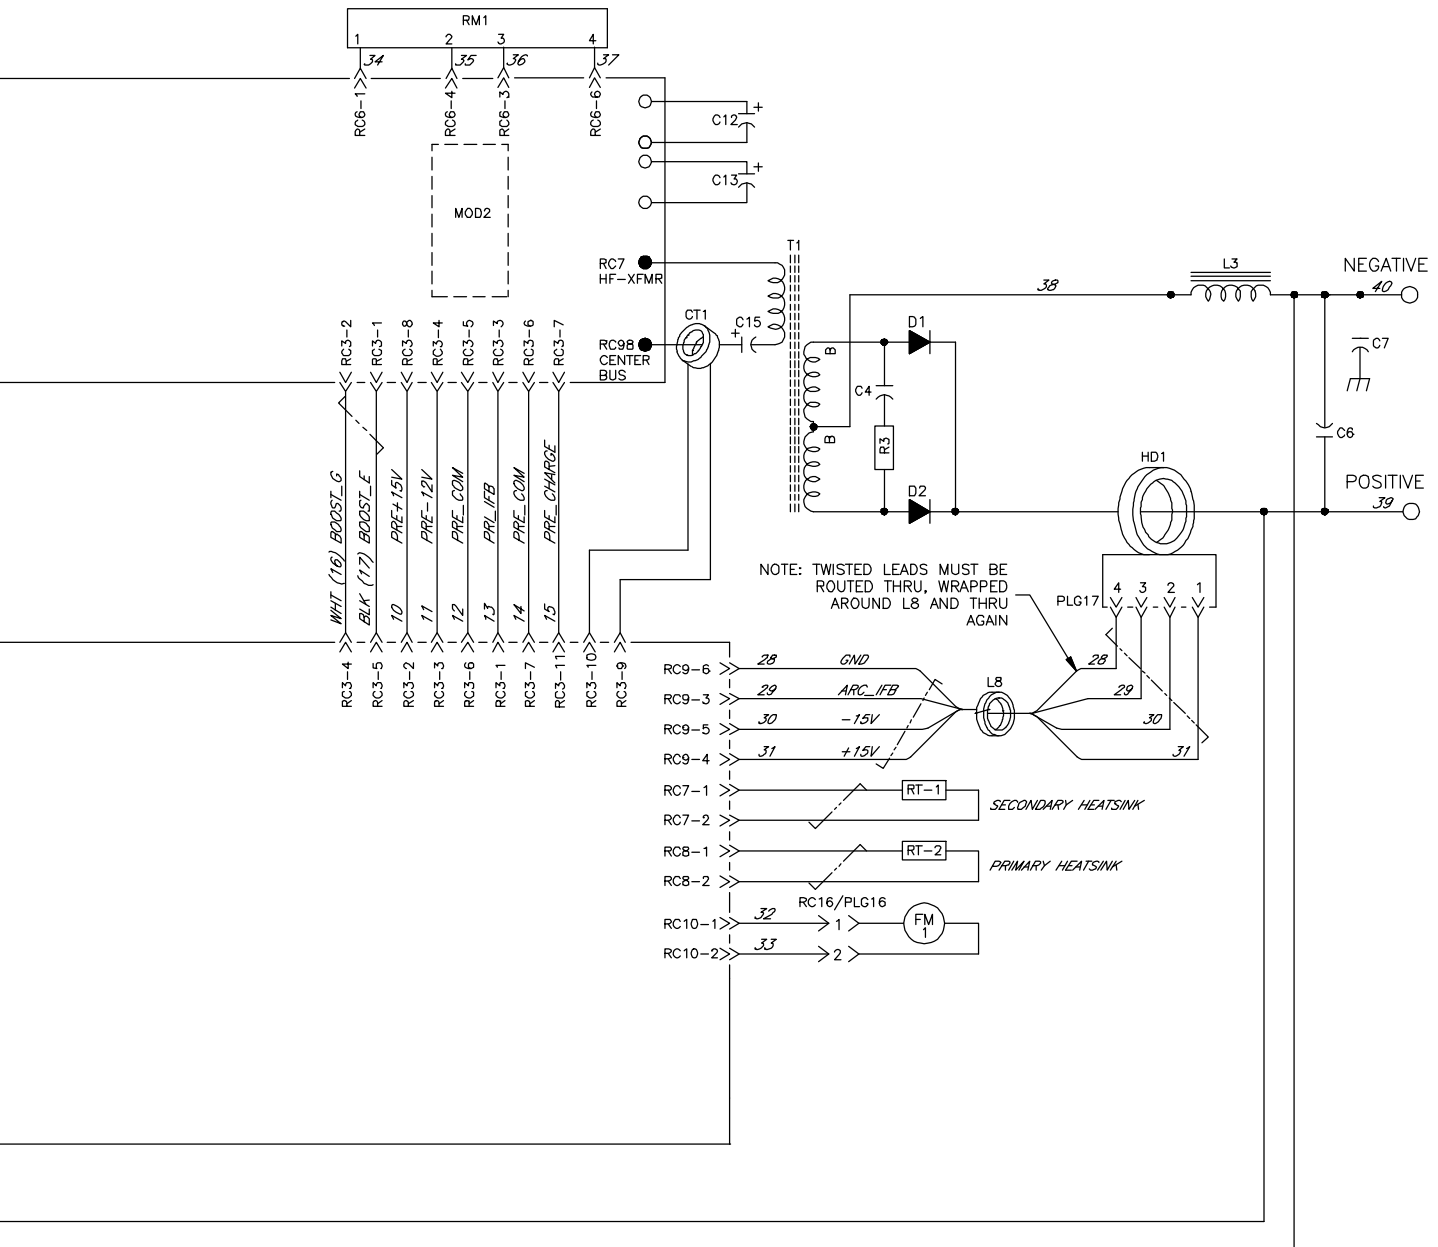 RM1
1 2 3 4
34 35 36 37
RC6-1
RC6-4
RC6-3
RC6-6
C12 +
C13 +
MOD2
RC7
HF-XFMR
RC98
CENTER
BUS
CT1
+ C15
T1
B
B
38
L3
NEGATIVE
40
D1
C4
R3
D2
C7
C6
HD1
POSITIVE
39
RC3-2
RC3-1
RC3-8
RC3-4
RC3-5
RC3-3
RC3-6
RC3-7
WHT (16) BOOST_G
BLK (17) BOOST_E
10 PRE+15V
11 PRE-12V
12 PRE_COM
13 PRI_IFB
14 PRE_COM
15 PRE_CHARGE
RC3-4
RC3-5
RC3-2
RC3-3
RC3-6
RC3-1
RC3-7
RC3-11
RC3-10
RC3-9
NOTE: TWISTED LEADS MUST BE
ROUTED THRU, WRAPPED
AROUND L8 AND THRU
AGAIN
PLG17
4 3 2 1
RC9-6 28 GND
RC9-3 29 ARC_IFB
RC9-5 30 -15V
RC9-4 31 +15V
L8
28
29
30
31
RC7-1 RT-1
RC7-2
SECONDARY HEATSINK
RC8-1 RT-2
RC8-2
PRIMARY HEATSINK
RC16/PLG16
RC10-1 32 1
FM
1
RC10-2 33 2